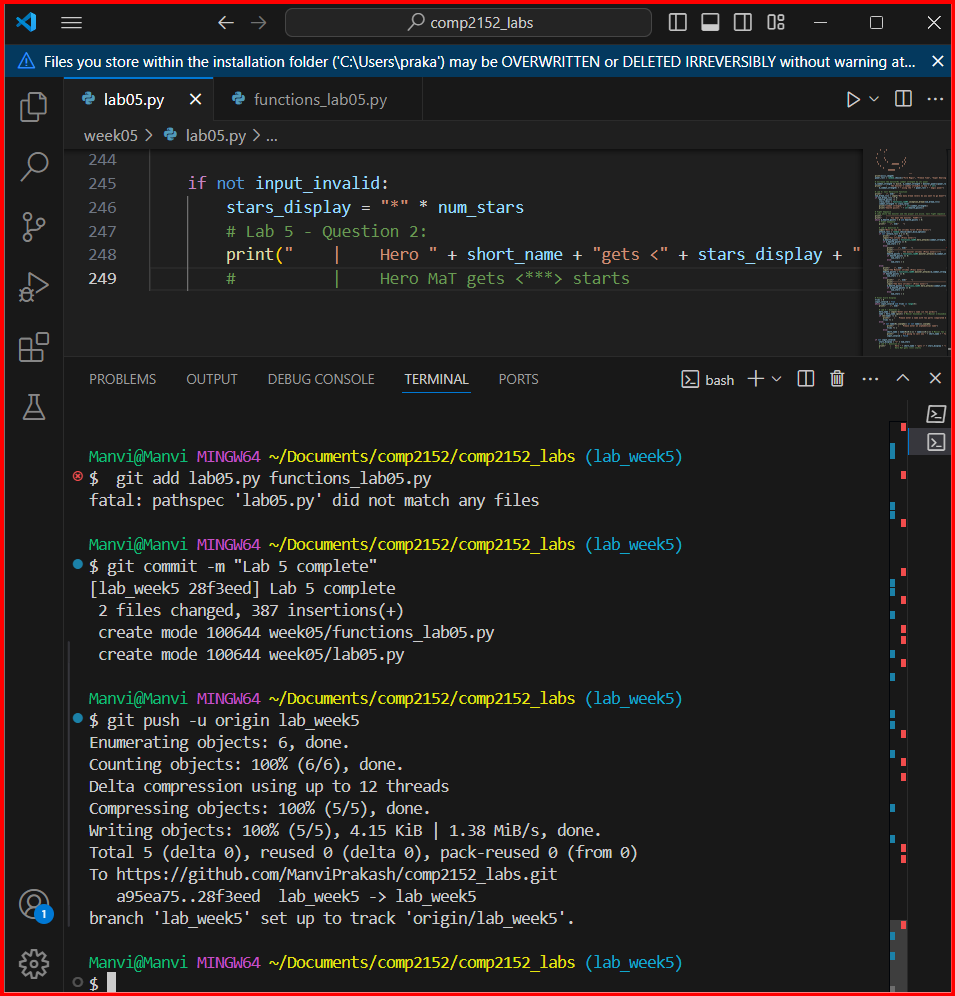 comp2152_labs
Files you store within the installation folder ('C:\Users\praka') may be OVERWRITTEN or DELETED IRREVERSIBLY without warning at...
lab05.py
functions_lab05.py
week05 > lab05.py > ...
244
245 if not input_invalid:
246 stars_display = "*" * num_stars
247 # Lab 5 - Question 2:
248 print("    |    Hero " + short_name + "gets <" + stars_display + "
249 #        |    Hero MaT gets <***> starts
PROBLEMS OUTPUT DEBUG CONSOLE TERMINAL PORTS
bash
Manvi@Manvi MINGW64 ~/Documents/comp2152/comp2152_labs (lab_week5)
$  git add lab05.py functions_lab05.py
fatal: pathspec 'lab05.py' did not match any files
Manvi@Manvi MINGW64 ~/Documents/comp2152/comp2152_labs (lab_week5)
$ git commit -m "Lab 5 complete"
[lab_week5 28f3eed] Lab 5 complete
 2 files changed, 387 insertions(+)
 create mode 100644 week05/functions_lab05.py
 create mode 100644 week05/lab05.py
Manvi@Manvi MINGW64 ~/Documents/comp2152/comp2152_labs (lab_week5)
$ git push -u origin lab_week5
Enumerating objects: 6, done.
Counting objects: 100% (6/6), done.
Delta compression using up to 12 threads
Compressing objects: 100% (5/5), done.
Writing objects: 100% (5/5), 4.15 KiB | 1.38 MiB/s, done.
Total 5 (delta 0), reused 0 (delta 0), pack-reused 0 (from 0)
To https://github.com/ManviPrakash/comp2152_labs.git
   a95ea75..28f3eed  lab_week5 -> lab_week5
branch 'lab_week5' set up to track 'origin/lab_week5'.
1
Manvi@Manvi MINGW64 ~/Documents/comp2152/comp2152_labs (lab_week5)
$